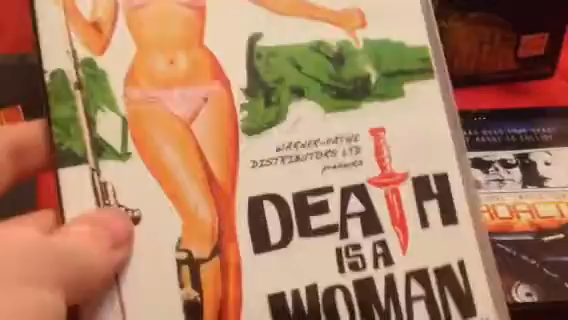 WARNER-PATHE
DISTRIBUTORS LTD
presents
DEATH
IS A
WOMAN